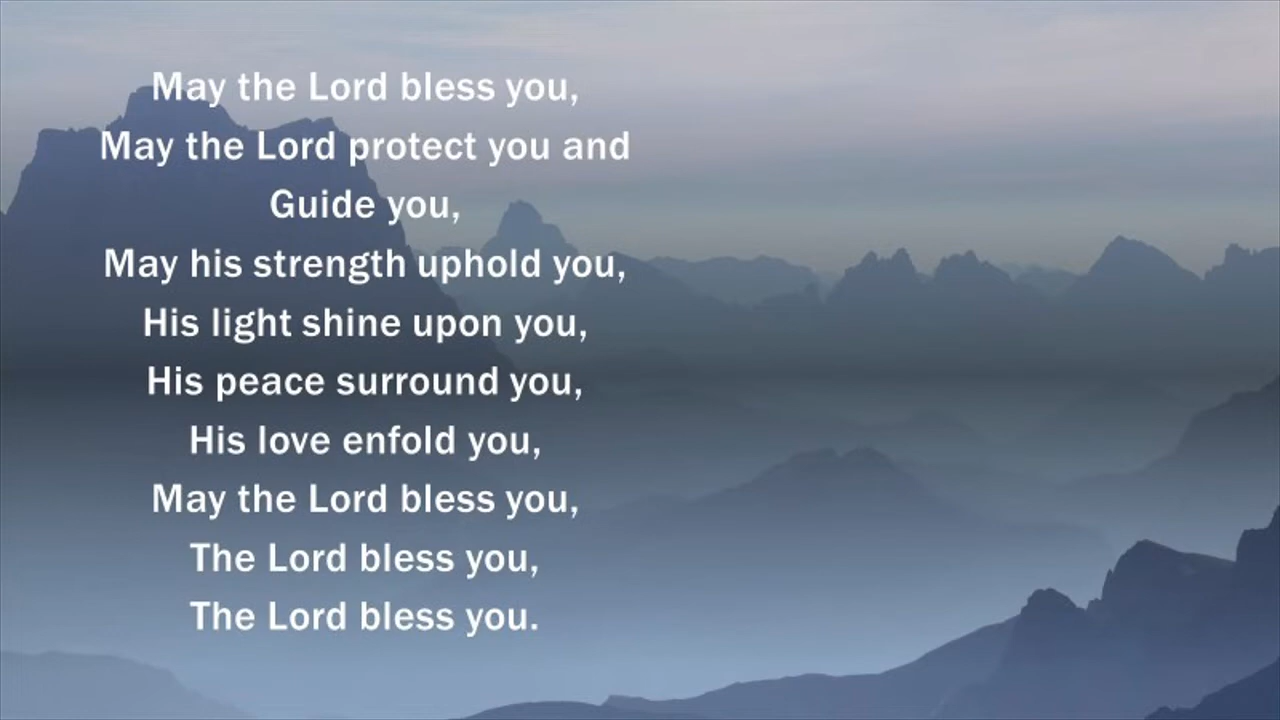 May the Lord bless you,
May the Lord protect you and
Guide you,
May his strength uphold you,
His light shine upon you,
His peace surround you,
His love enfold you,
May the Lord bless you,
The Lord bless you,
The Lord bless you.